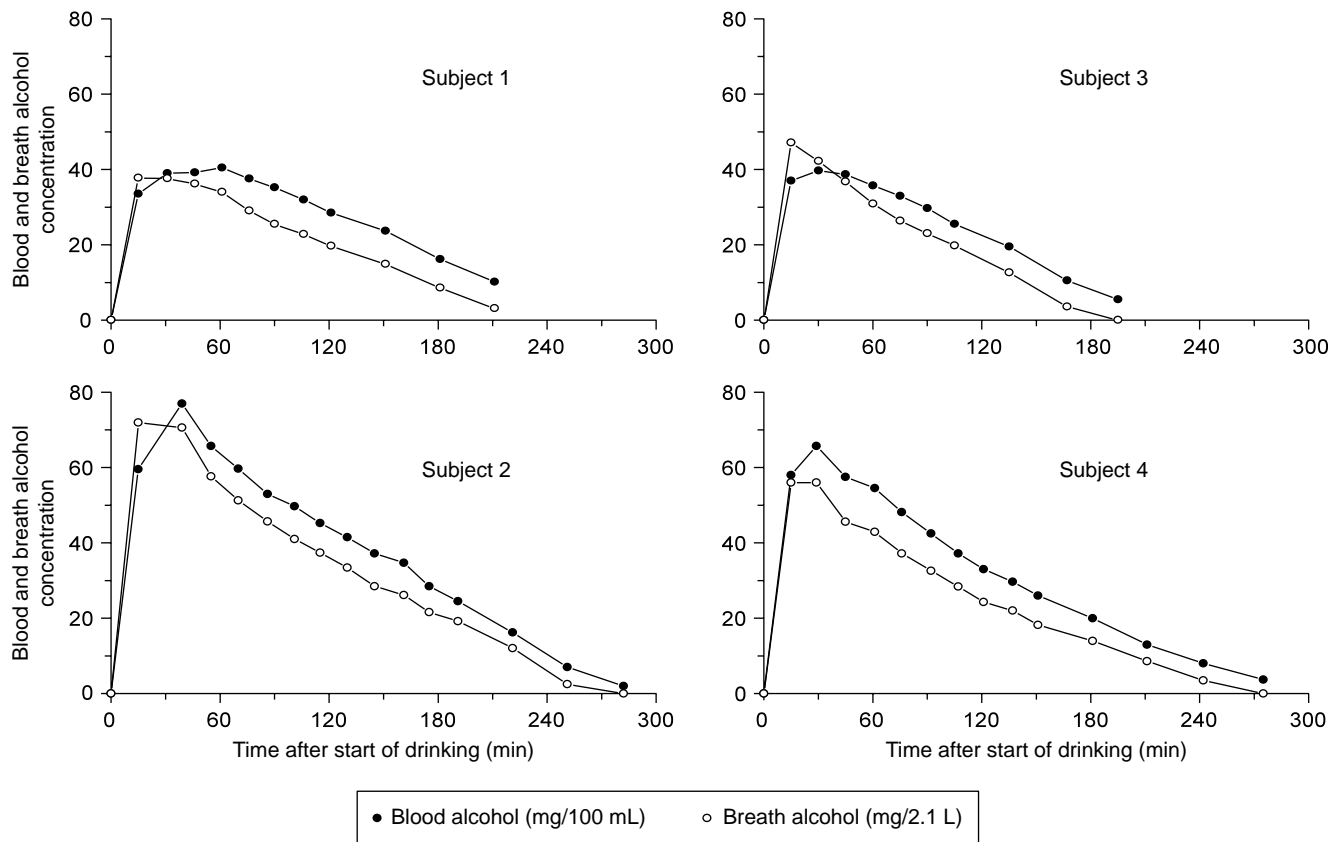 Blood and breath alcohol
concentration
80
60
40
20
0
Subject 1
0 60 120 180 240 300
80
60
40
20
0
Subject 3
0 60 120 180 240 300
Blood and breath alcohol
concentration
80
60
40
20
0
Subject 2
0 60 120 180 240 300
Time after start of drinking (min)
80
60
40
20
0
Subject 4
0 60 120 180 240 300
Time after start of drinking (min)
Blood alcohol (mg/100 mL) Breath alcohol (mg/2.1 L)